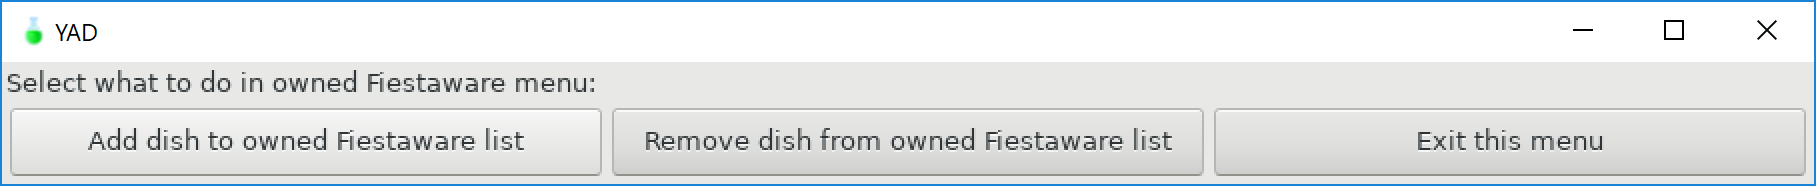 YAD
Select what to do in owned Fiestaware menu:
Add dish to owned Fiestaware list
Remove dish from owned Fiestaware list
Exit this menu